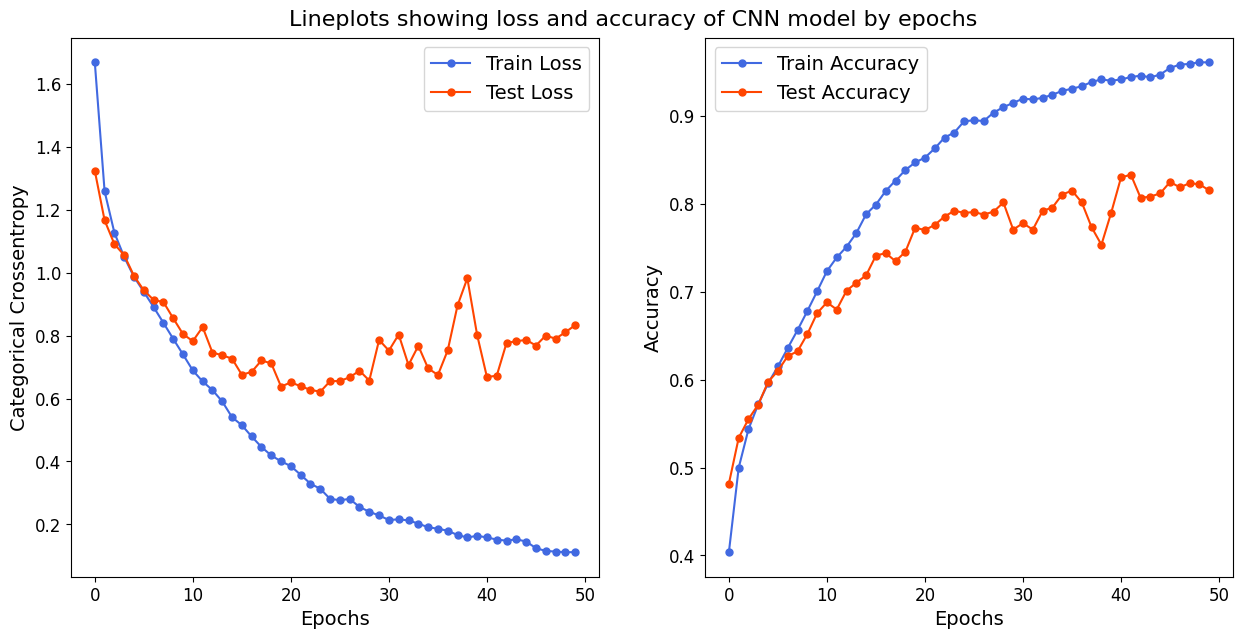 Lineplots showing loss and accuracy of CNN model by epochs
Train Loss
Test Loss
Categorical Crossentropy
1.6
1.4
1.2
1.0
0.8
0.6
0.4
0.2
0
10
20
30
40
50
Epochs
Train Accuracy
Test Accuracy
Accuracy
0.9
0.8
0.7
0.6
0.5
0.4
0
10
20
30
40
50
Epochs